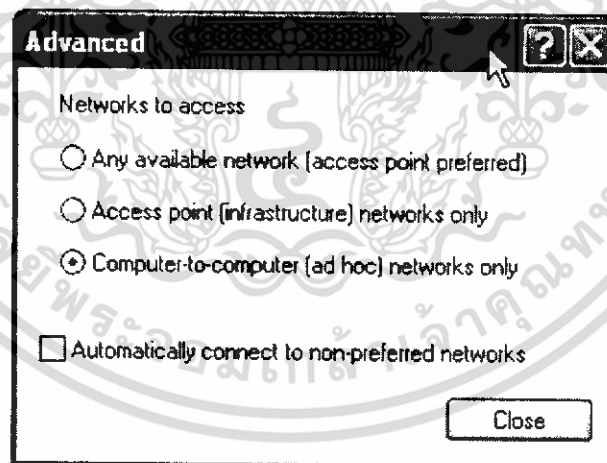 Advanced
Networks to access
Any available network (access point preferred)
Access point (infrastructure) networks only
Computer-to-computer (ad hoc) networks only
Automatically connect to non-preferred networks
Close